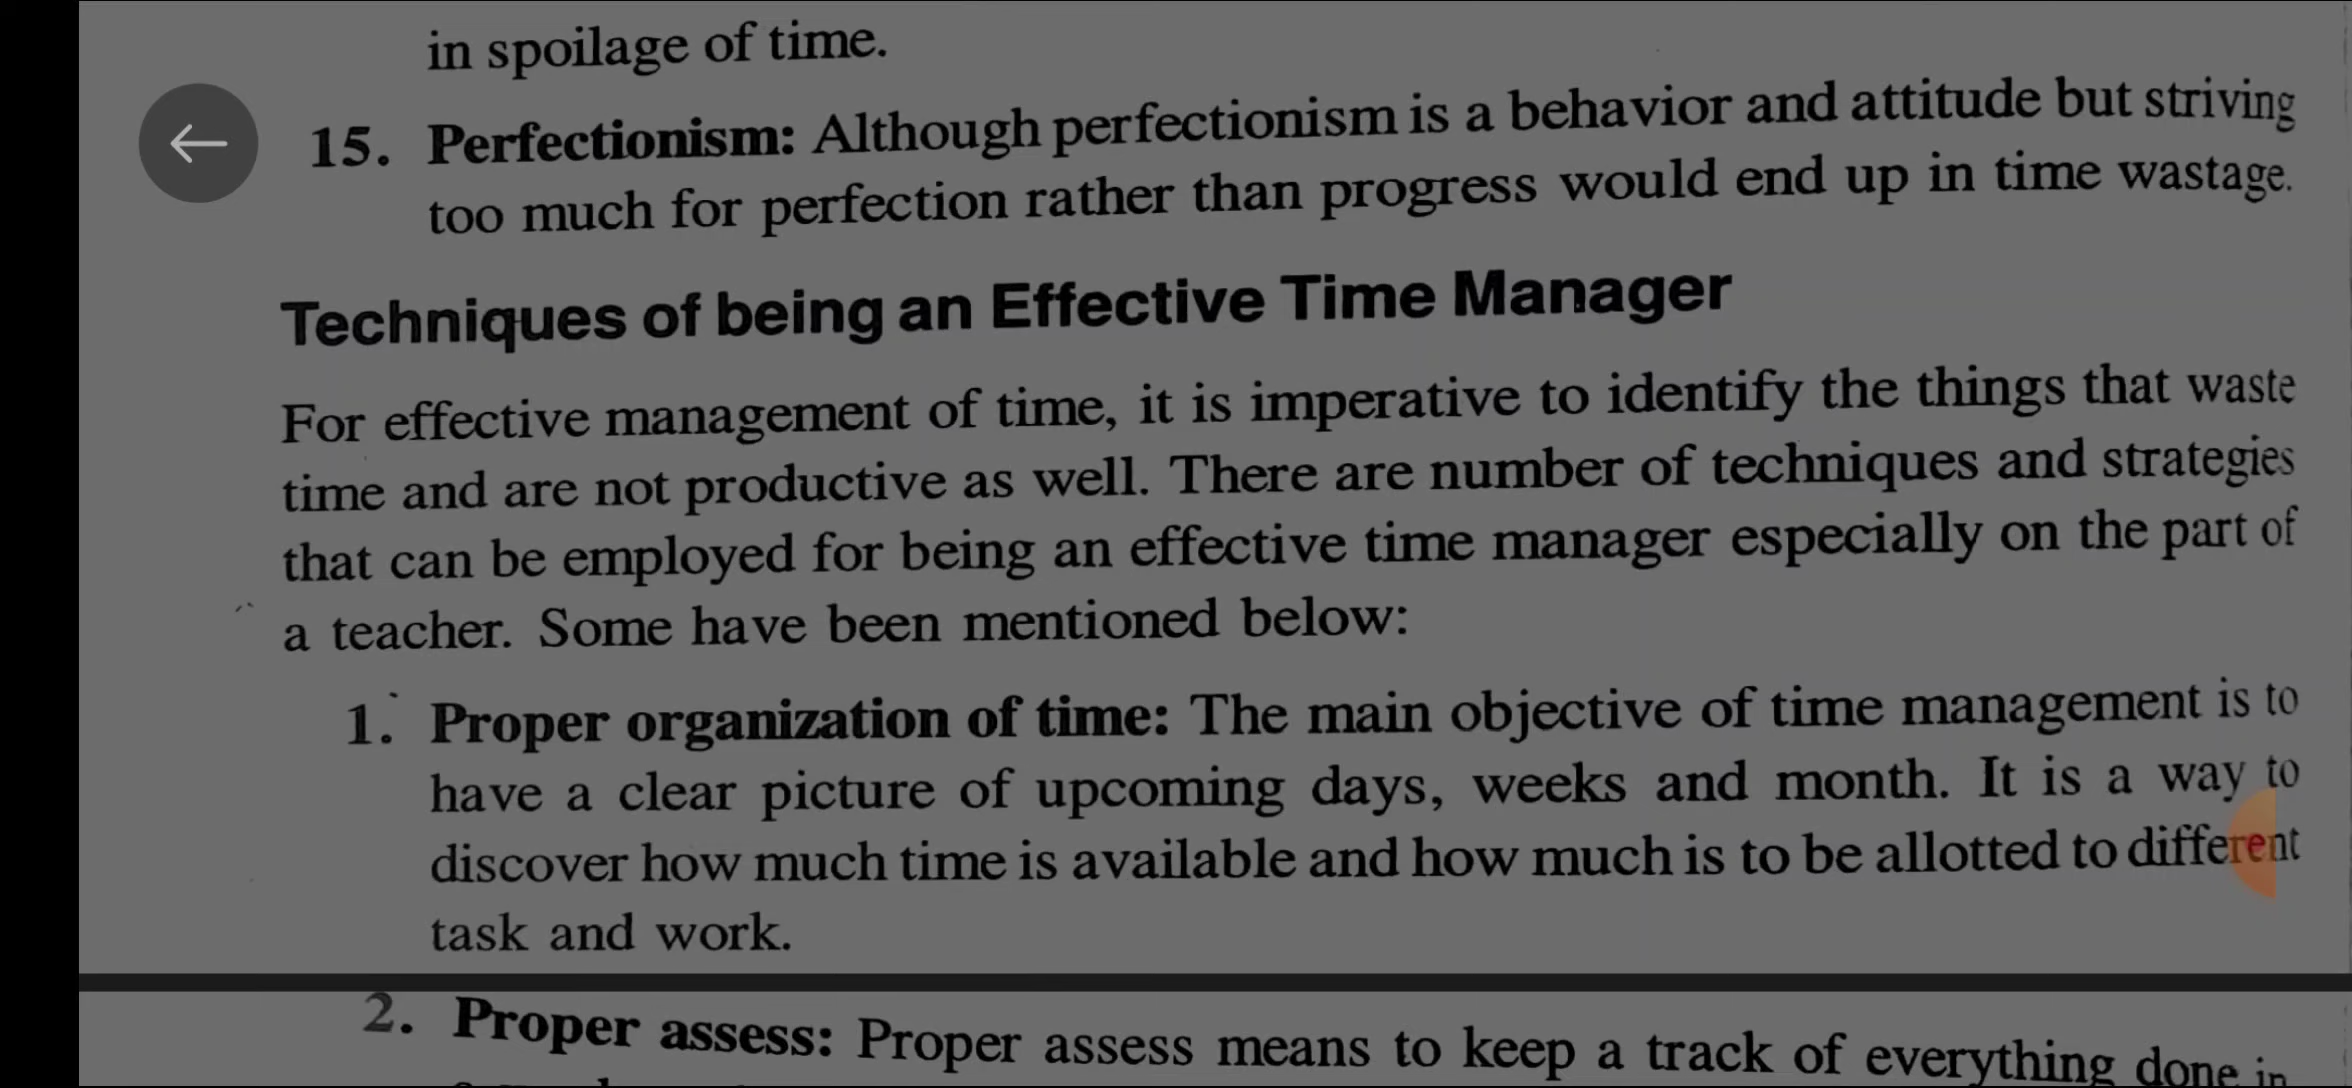 in spoilage of time.
15. Perfectionism: Although perfectionism is a behavior and attitude but striving
too much for perfection rather than progress would end up in time wastage.
Techniques of being an Effective Time Manager
For effective management of time, it is imperative to identify the things that waste
time and are not productive as well. There are number of techniques and strategies
that can be employed for being an effective time manager especially on the part of
a teacher. Some have been mentioned below:
1. Proper organization of time: The main objective of time management is to
have a clear picture of upcoming days, weeks and month. It is a way to
discover how much time is available and how much is to be allotted to different
task and work.
2. Proper assess: Proper assess means to keep a track of everything done in